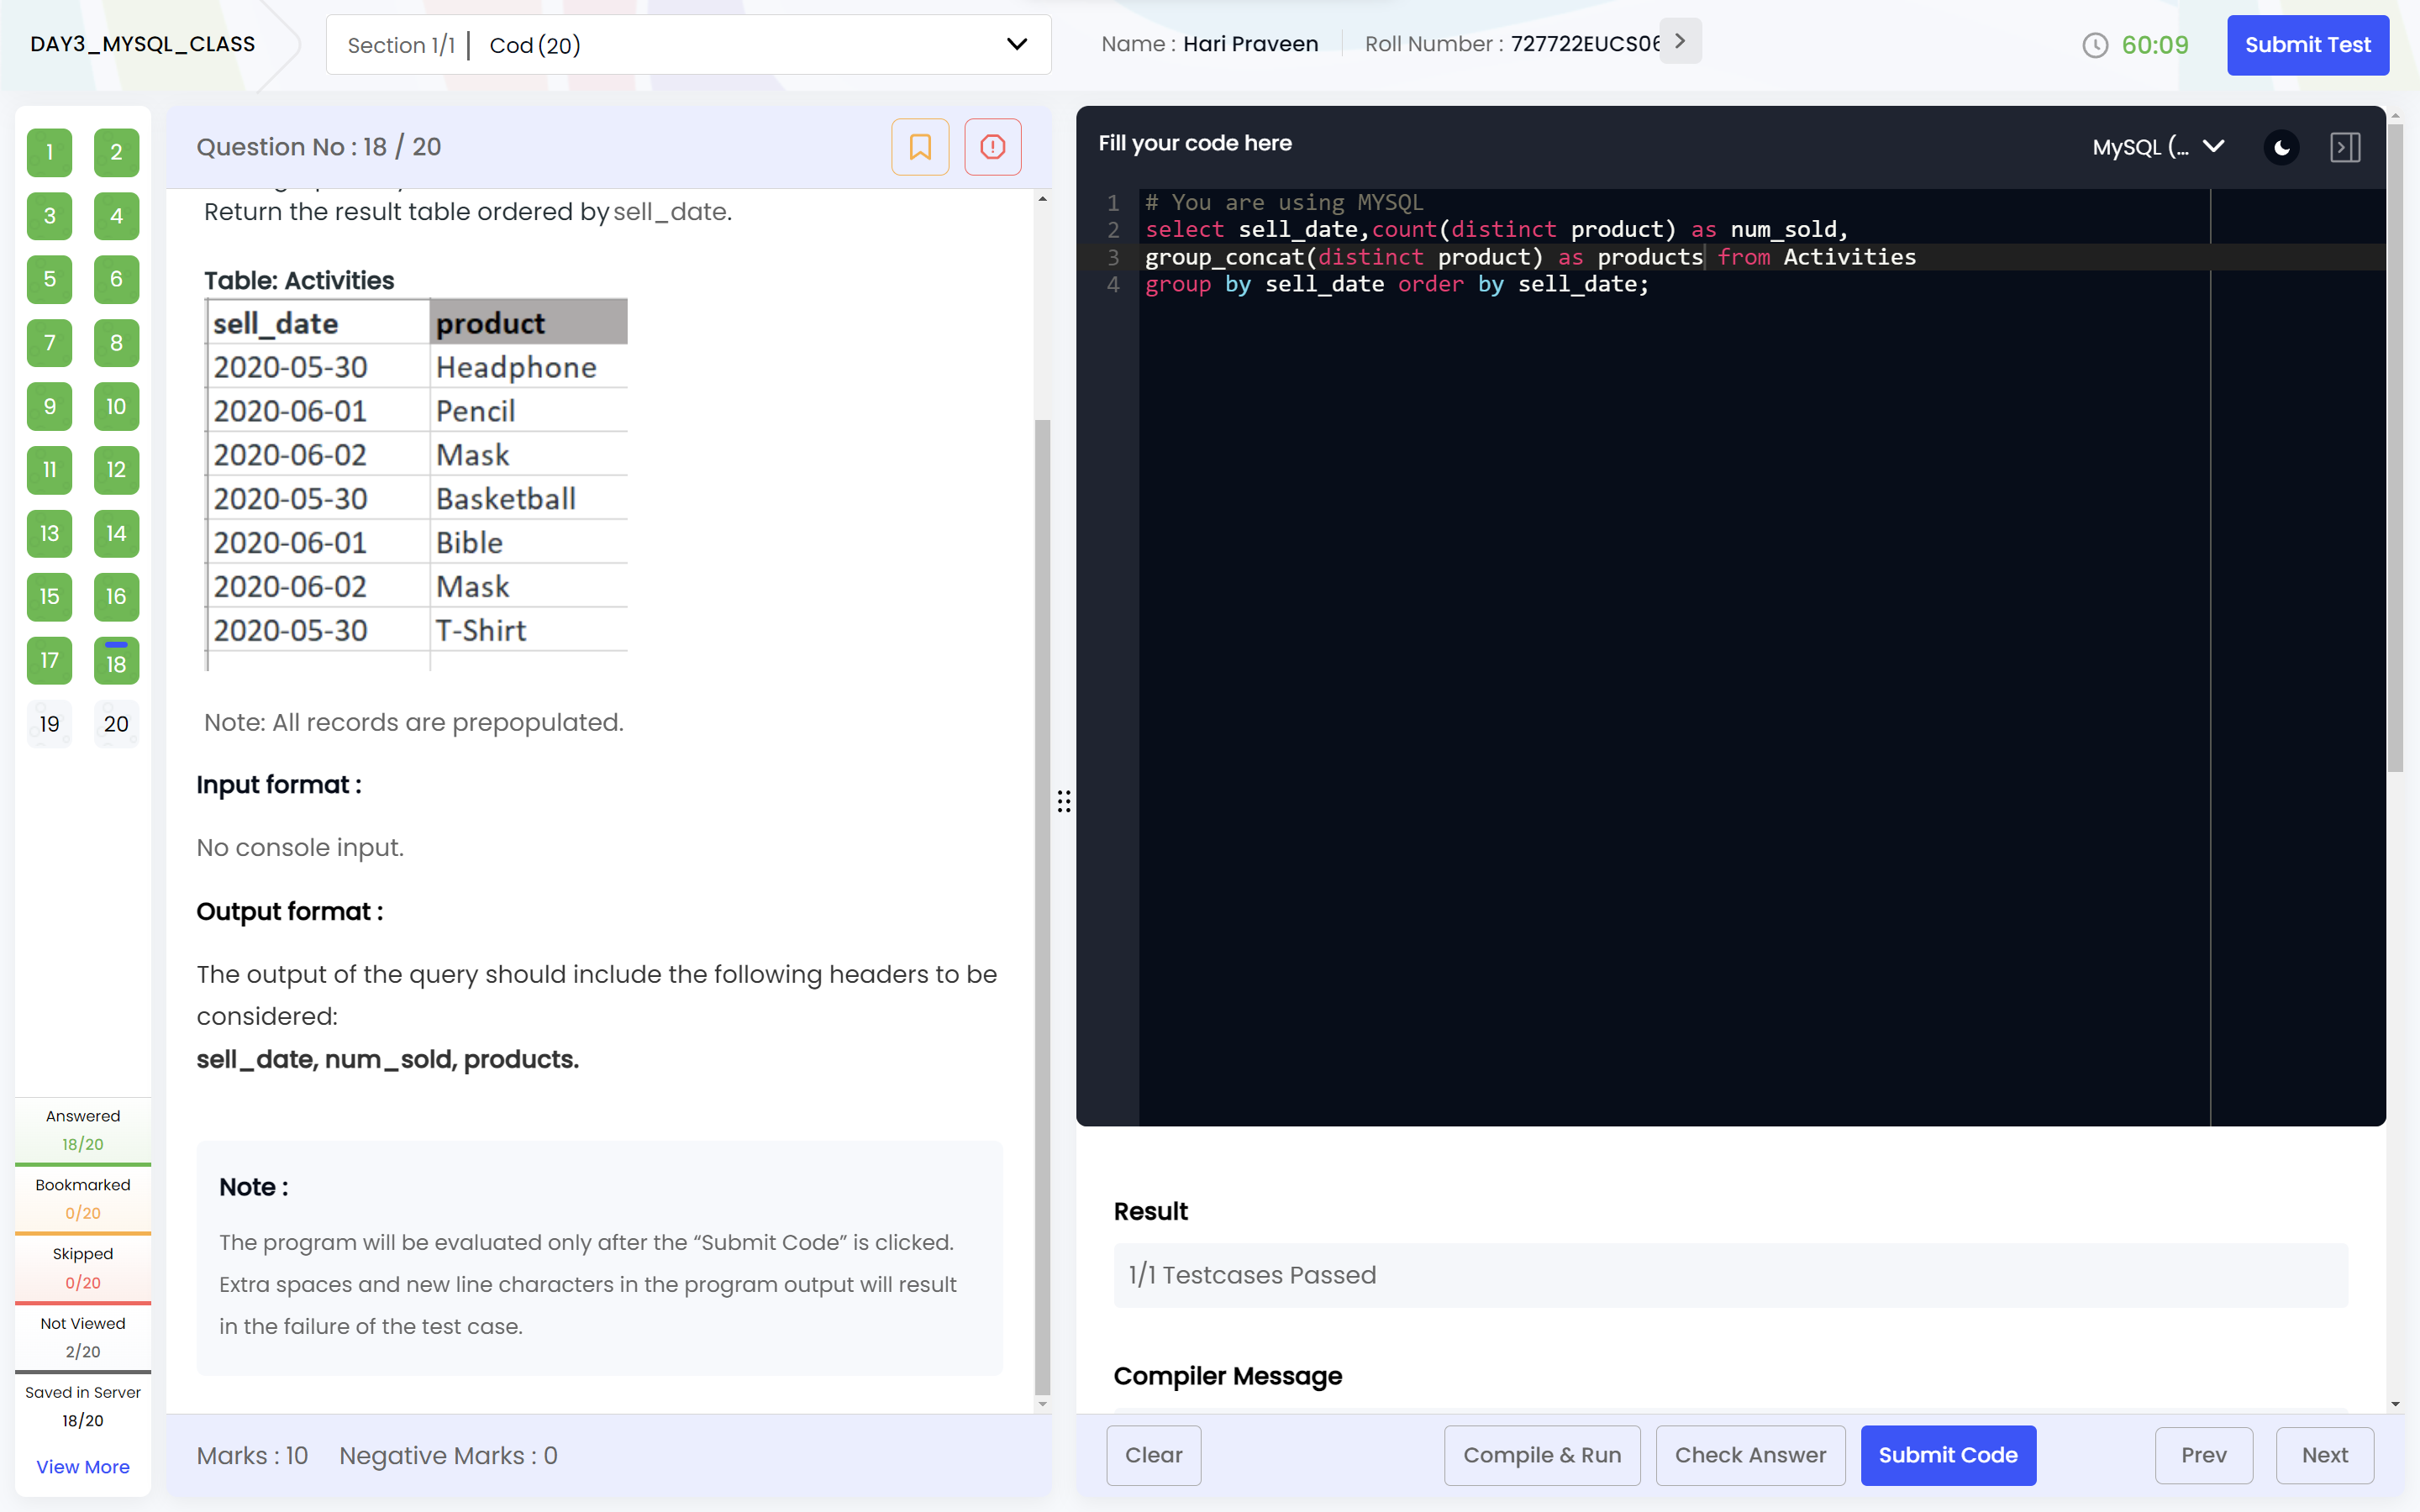 DAY3_MYSQL_CLASS
Section 1/1 | Cod (20)
Name : Hari Praveen
Roll Number : 727722EUCS06
60:09
Submit Test
1 2
3 4
5 6
7 8
9 10
11 12
13 14
15 16
17 18
19 20
Answered
18/20
Bookmarked
0/20
Skipped
0/20
Not Viewed
2/20
Saved in Server
18/20
View More
Question No : 18 / 20
Return the result table ordered by sell_date.
Table: Activities
sell_date product
2020-05-30 Headphone
2020-06-01 Pencil
2020-06-02 Mask
2020-05-30 Basketball
2020-06-01 Bible
2020-06-02 Mask
2020-05-30 T-Shirt
Note: All records are prepopulated.
Input format :
No console input.
Output format :
The output of the query should include the following headers to be
considered:
sell_date, num_sold, products.
Note :
The program will be evaluated only after the “Submit Code” is clicked.
Extra spaces and new line characters in the program output will result
in the failure of the test case.
Marks : 10 Negative Marks : 0
Fill your code here
MySQL (...
1 # You are using MYSQL
2 select sell_date,count(distinct product) as num_sold,
3 group_concat(distinct product) as products from Activities
4 group by sell_date order by sell_date;
Result
1/1 Testcases Passed
Compiler Message
Clear
Compile & Run
Check Answer
Submit Code
Prev
Next